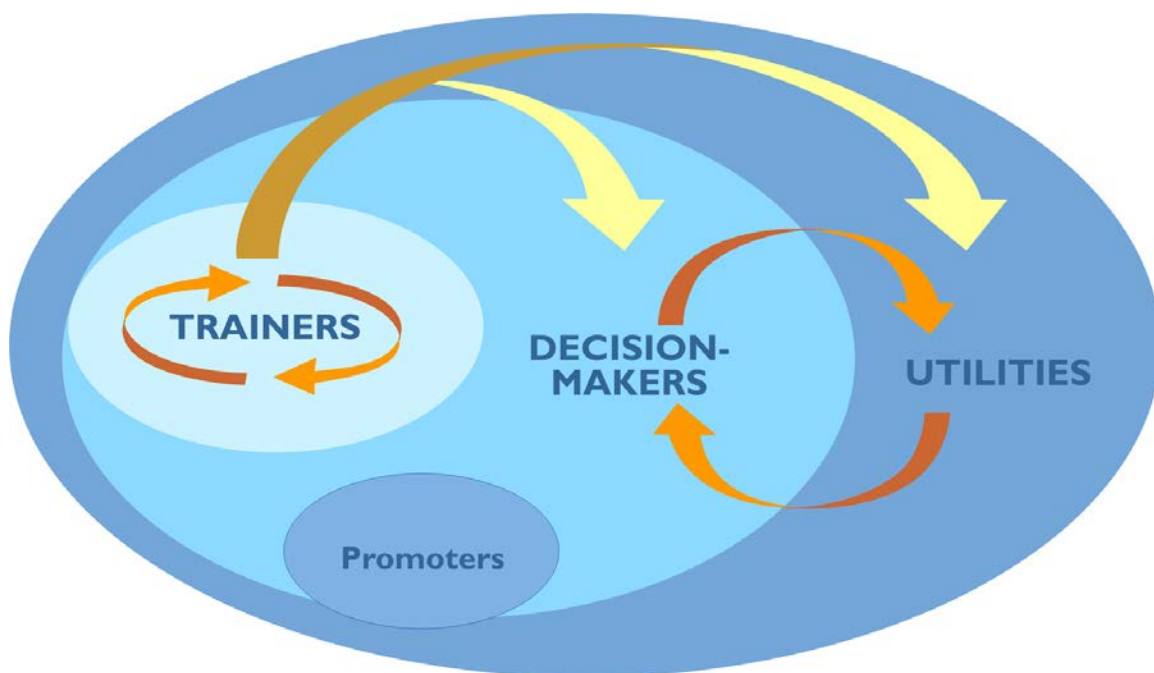 TRAINERS
DECISION-
MAKERS
UTILITIES
Promoters